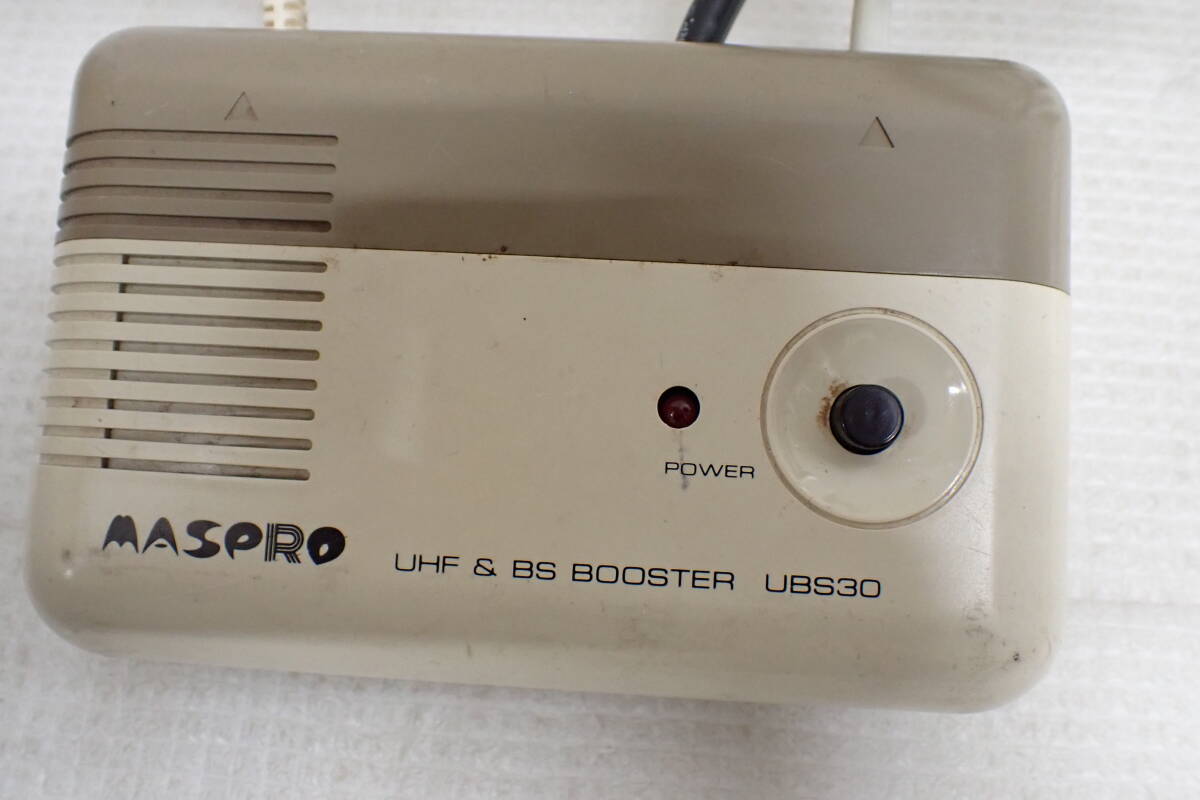 POWER
MASPRO
UHF & BS BOOSTER UBS30